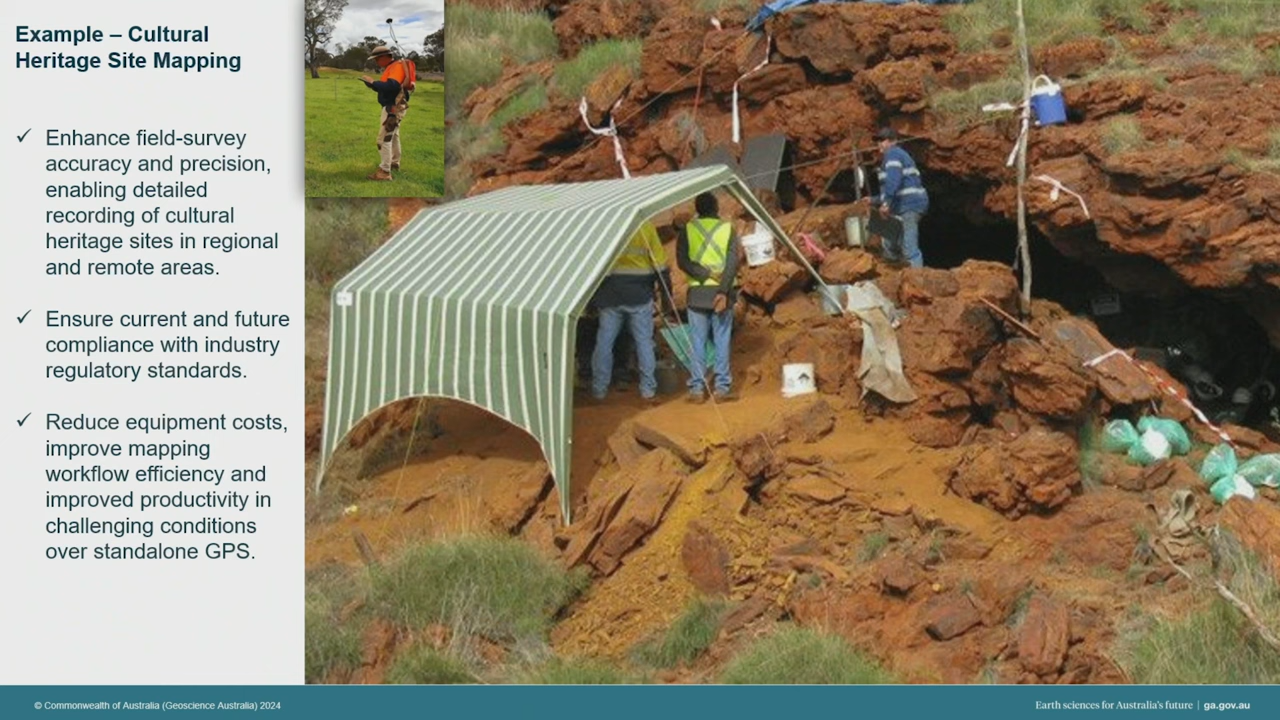 Example – Cultural
Heritage Site Mapping
✓ Enhance field-survey
accuracy and precision,
enabling detailed
recording of cultural
heritage sites in regional
and remote areas.
✓ Ensure current and future
compliance with industry
regulatory standards.
✓ Reduce equipment costs,
improve mapping
workflow efficiency and
improved productivity in
challenging conditions
over standalone GPS.
© Commonwealth of Australia (Geoscience Australia) 2024
Earth sciences for Australia's future | ga.gov.au